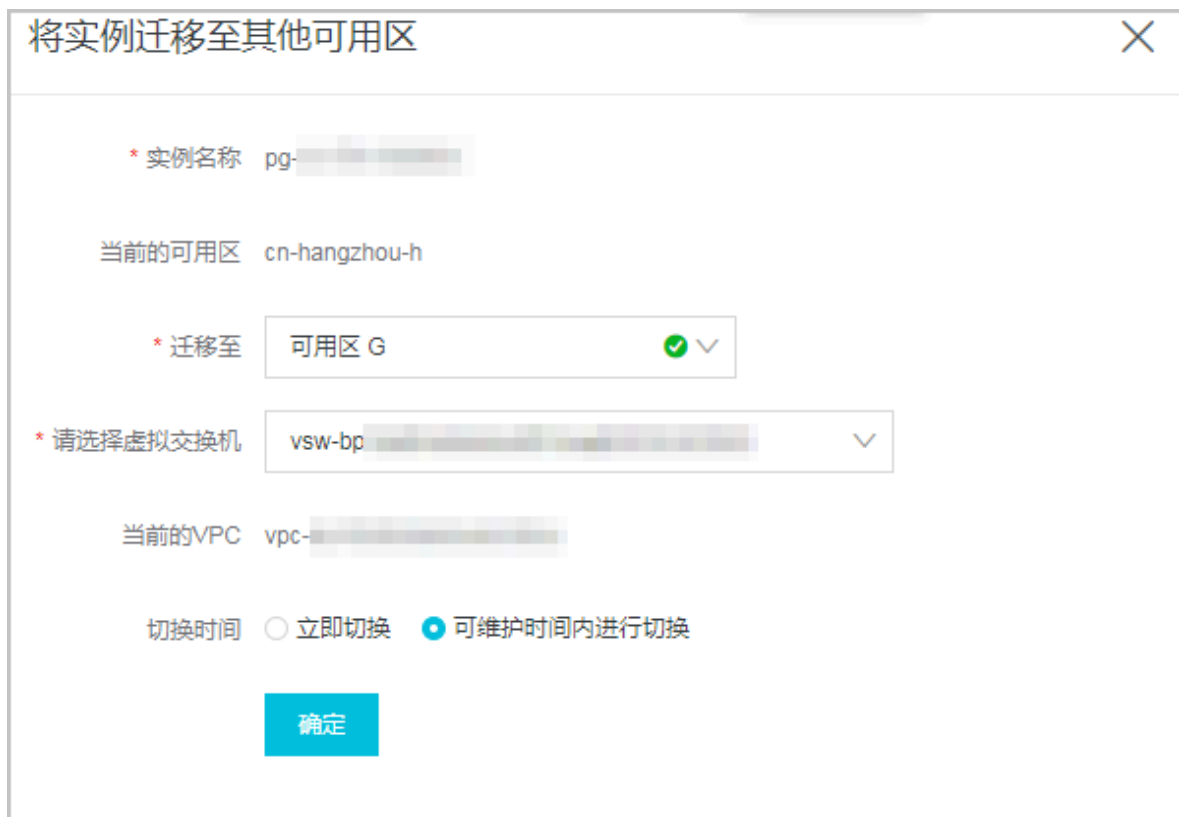 将实例迁移至其他可用区
* 实例名称 pg-
当前的可用区 cn-hangzhou-h
* 迁移至 可用区 G
* 请选择虚拟交换机 vsw-bp
当前的VPC vpc-
切换时间 立即切换 可维护时间内进行切换
确定